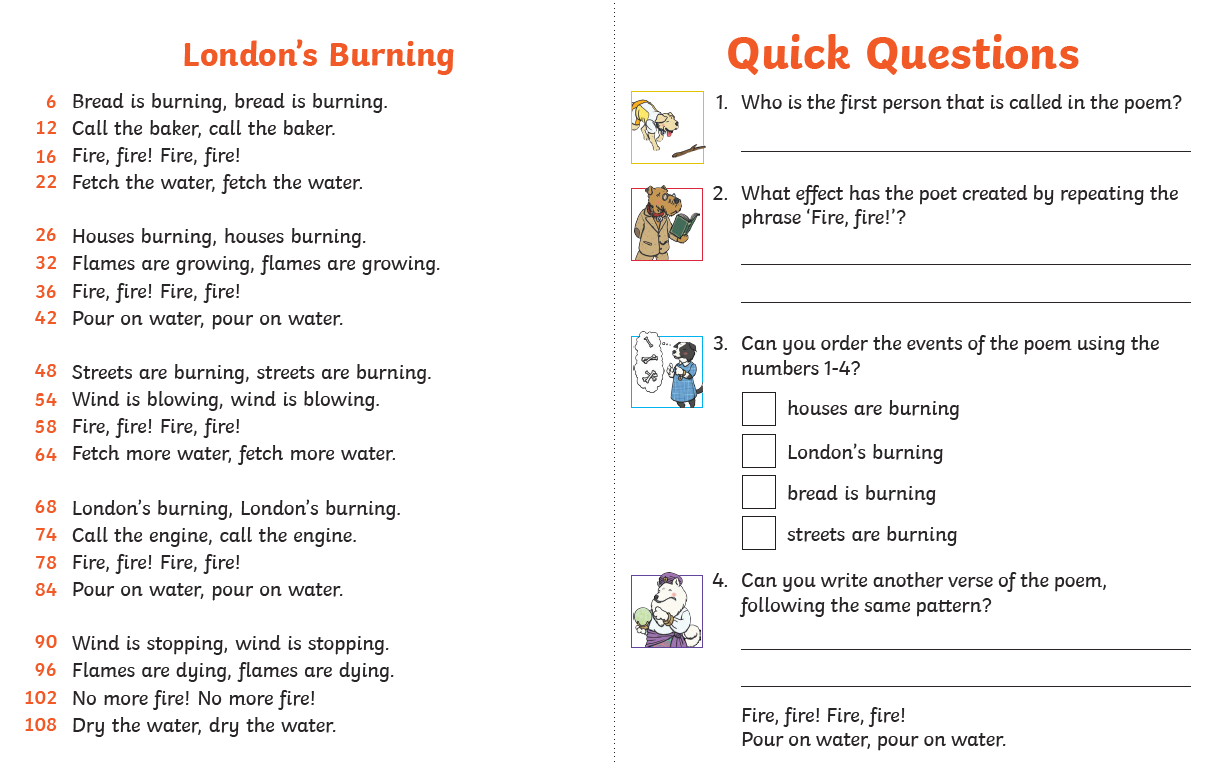 London's Burning
6 Bread is burning, bread is burning.
12 Call the baker, call the baker.
16 Fire, fire! Fire, fire!
22 Fetch the water, fetch the water.
26 Houses burning, houses burning.
32 Flames are growing, flames are growing.
36 Fire, fire! Fire, fire!
42 Pour on water, pour on water.
48 Streets are burning, streets are burning.
54 Wind is blowing, wind is blowing.
58 Fire, fire! Fire, fire!
64 Fetch more water, fetch more water.
68 London's burning, London's burning.
74 Call the engine, call the engine.
78 Fire, fire! Fire, fire!
84 Pour on water, pour on water.
90 Wind is stopping, wind is stopping.
96 Flames are dying, flames are dying.
102 No more fire! No more fire!
108 Dry the water, dry the water.
Quick Questions
1. Who is the first person that is called in the poem?
2. What effect has the poet created by repeating the
phrase 'Fire, fire!'?
3. Can you order the events of the poem using the
numbers 1-4?
houses are burning
London's burning
bread is burning
streets are burning
4. Can you write another verse of the poem,
following the same pattern?
Fire, fire! Fire, fire!
Pour on water, pour on water.